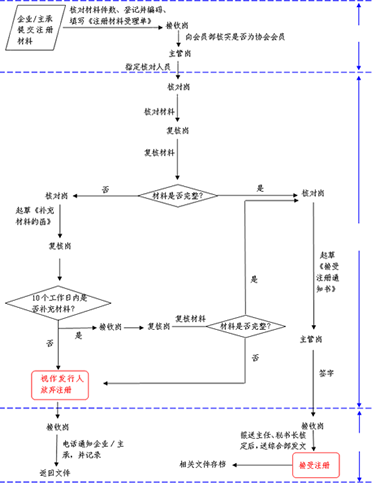 企业/主承
提交注册
材料
核对材料件数、登记并编码、
填写《注册材料受理单》
接收岗
向会员部核实是否为协会会员
主管岗
指定核对人员
核对岗
核对材料
复核岗
复核材料
材料是否完整?
否
是
核对岗
核对岗
起草《补充
材料的函》
复核岗
起草
《接受
注册通
知书》
10个工作日内是
否补充材料?
是
接收岗
复核岗
复核材料
材料是否完整?
是
否
否
主管岗
签字
视作发行人
放弃注册
接收岗
电话通知企业/主
承,并记录
退回文件
接收岗
报送主任、秘书长核
定后,送综合部发文
接受注册
相关文件存档